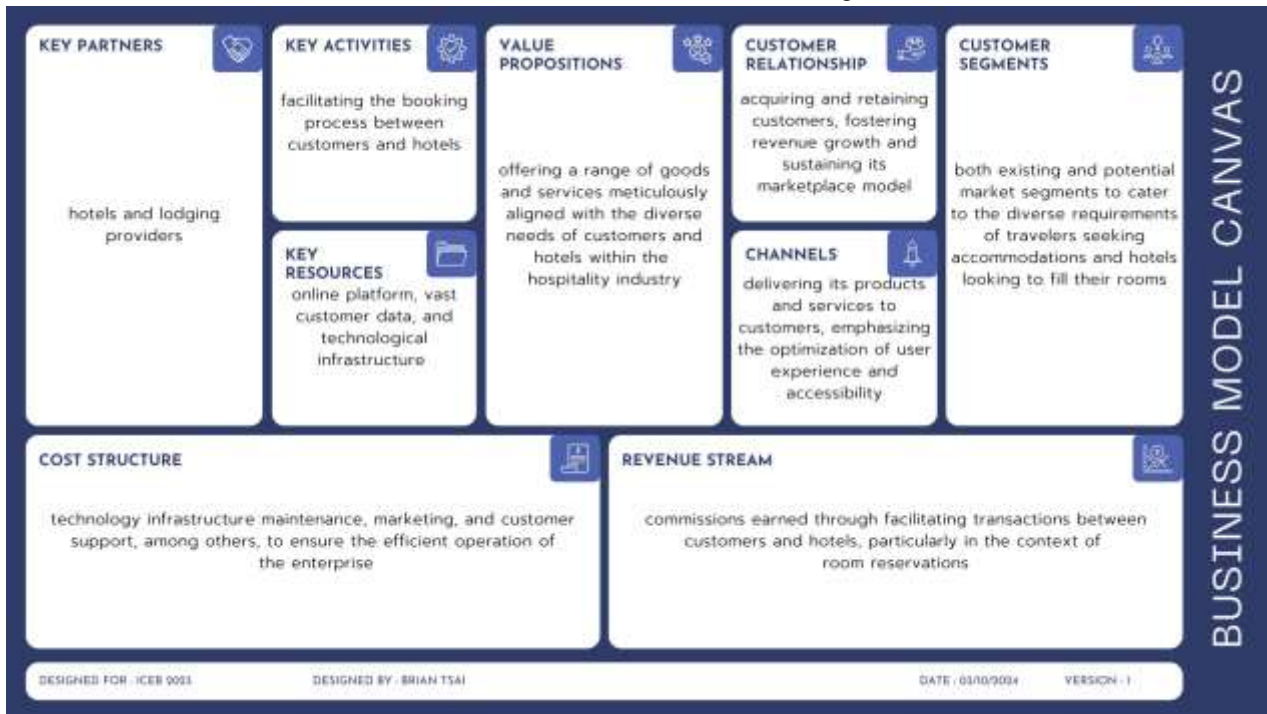 KEY PARTNERS
hotels and lodging
providers
KEY ACTIVITIES
facilitating the booking
process between
customers and hotels
KEY
RESOURCES
online platform, vast
customer data, and
technological
infrastructure
VALUE
PROPOSITIONS
offering a range of goods
and services meticulously
aligned with the diverse
needs of customers and
hotels within the
hospitality industry
CUSTOMER
RELATIONSHIP
acquiring and retaining
customers, fostering
revenue growth and
sustaining its
marketplace model
CHANNELS
delivering its products
and services to
customers, emphasizing
the optimization of user
experience and
accessibility
CUSTOMER
SEGMENTS
both existing and potential
market segments to cater
to the diverse requirements
of travelers seeking
accommodations and hotels
looking to fill their rooms
COST STRUCTURE
technology infrastructure maintenance, marketing, and customer
support, among others, to ensure the efficient operation of
the enterprise
REVENUE STREAM
commissions earned through facilitating transactions between
customers and hotels, particularly in the context of
room reservations
DESIGNED FOR : ICEB 2023
DESIGNED BY : BRIAN TSAI
DATE : 03/10/2024
VERSION : 1
BUSINESS MODEL CANVAS